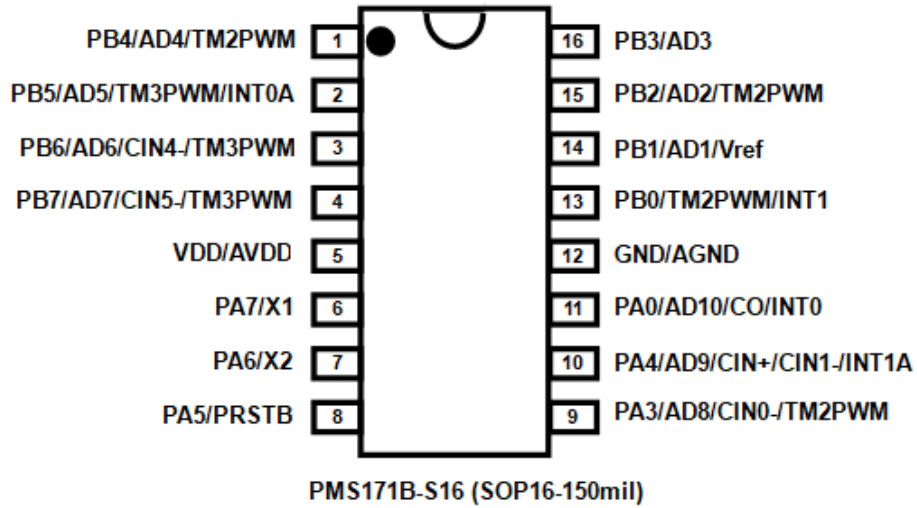 PB4/AD4/TM2PWM 1 16 PB3/AD3
PB5/AD5/TM3PWM/INT0A 2 15 PB2/AD2/TM2PWM
PB6/AD6/CIN4-/TM3PWM 3 14 PB1/AD1/Vref
PB7/AD7/CIN5-/TM3PWM 4 13 PB0/TM2PWM/INT1
VDD/AVDD 5 12 GND/AGND
PA7/X1 6 11 PA0/AD10/CO/INT0
PA6/X2 7 10 PA4/AD9/CIN+/CIN1-/INT1A
PA5/PRSTB 8 9 PA3/AD8/CIN0-/TM2PWM
PMS171B-S16 (SOP16-150mil)